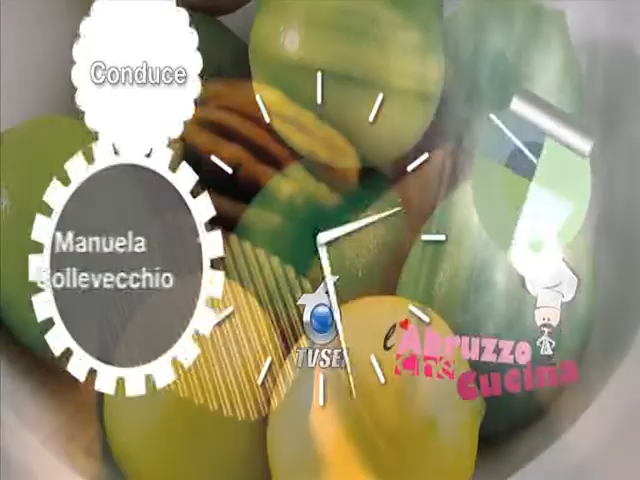 Conduce
Manuela
Collevecchio
TVSEI
l'Abruzzo
CHE
Cucina